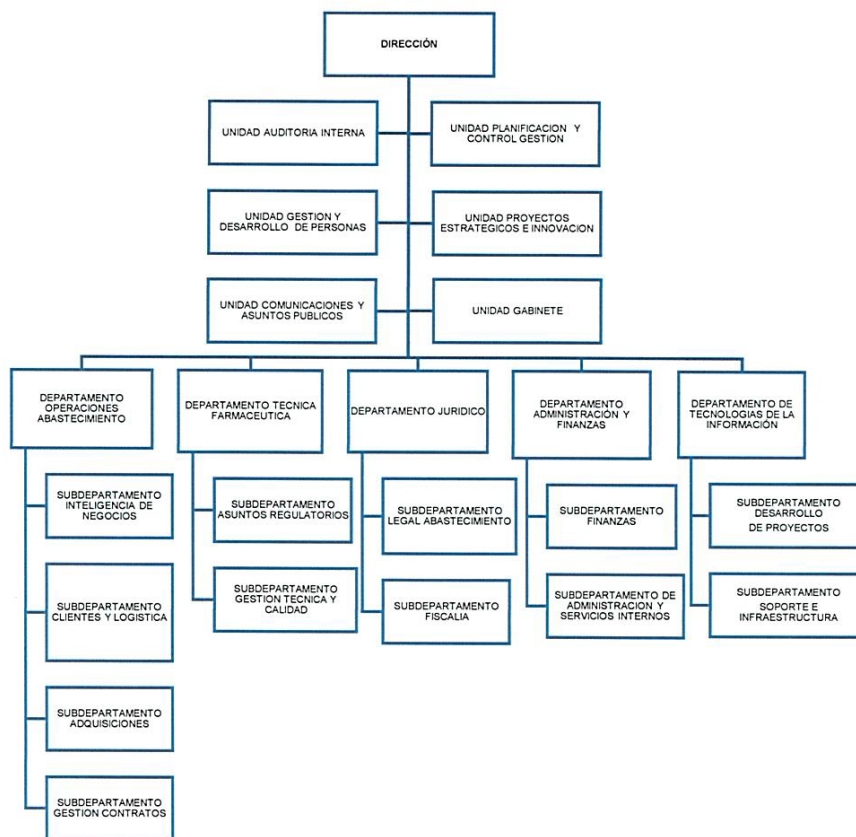 DIRECCIÓN
UNIDAD AUDITORIA INTERNA
UNIDAD PLANIFICACION Y
CONTROL GESTION
UNIDAD GESTION Y
DESARROLLO DE PERSONAS
UNIDAD PROYECTOS
ESTRATEGICOS E INNOVACION
UNIDAD COMUNICACIONES Y
ASUNTOS PUBLICOS
UNIDAD GABINETE
DEPARTAMENTO
OPERACIONES
ABASTECIMIENTO
DEPARTAMENTO TECNICA
FARMACEUTICA
DEPARTAMENTO JURIDICO
DEPARTAMENTO
ADMINISTRACIÓN Y
FINANZAS
DEPARTAMENTO DE
TECNOLOGIAS DE LA
INFORMACIÓN
SUBDEPARTAMENTO
INTELIGENCIA DE
NEGOCIOS
SUBDEPARTAMENTO
CLIENTES Y LOGISTICA
SUBDEPARTAMENTO
ADQUISICIONES
SUBDEPARTAMENTO
GESTION CONTRATOS
SUBDEPARTAMENTO
ASUNTOS REGULATORIOS
SUBDEPARTAMENTO
GESTION TECNICA Y
CALIDAD
SUBDEPARTAMENTO
LEGAL ABASTECIMIENTO
SUBDEPARTAMENTO
FISCALIA
SUBDEPARTAMENTO
FINANZAS
SUBDEPARTAMENTO DE
ADMINISTRACION Y
SERVICIOS INTERNOS
SUBDEPARTAMENTO
DESARROLLO
DE PROYECTOS
SUBDEPARTAMENTO
SOPORTE E
INFRAESTRUCTURA